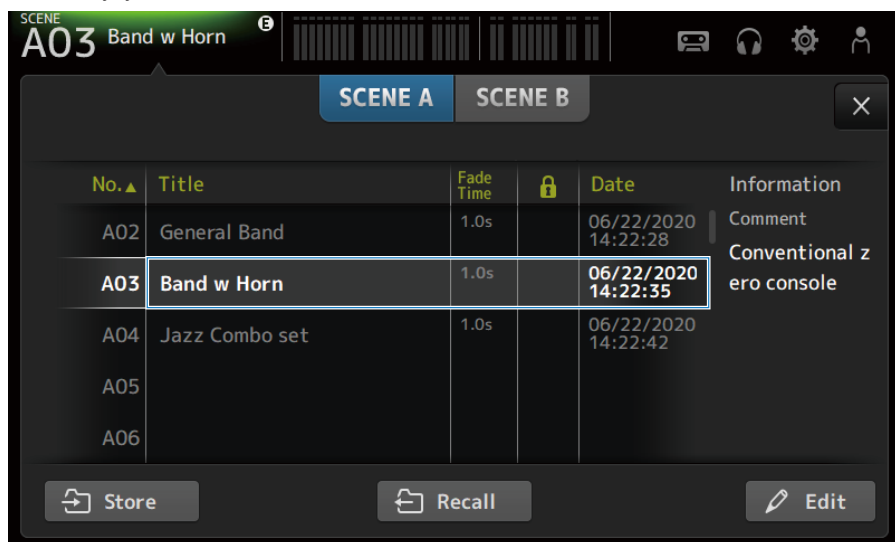 SCENE
A03 Band w Horn E
SCENE A SCENE B
No.▲ Title Fade Time Date Information
A02 General Band 1.0s 06/22/2020 14:22:28
Comment
Conventional z
ero console
A03 Band w Horn 1.0s 06/22/2020 14:22:35
A04 Jazz Combo set 1.0s 06/22/2020 14:22:42
A05
A06
Store Recall Edit